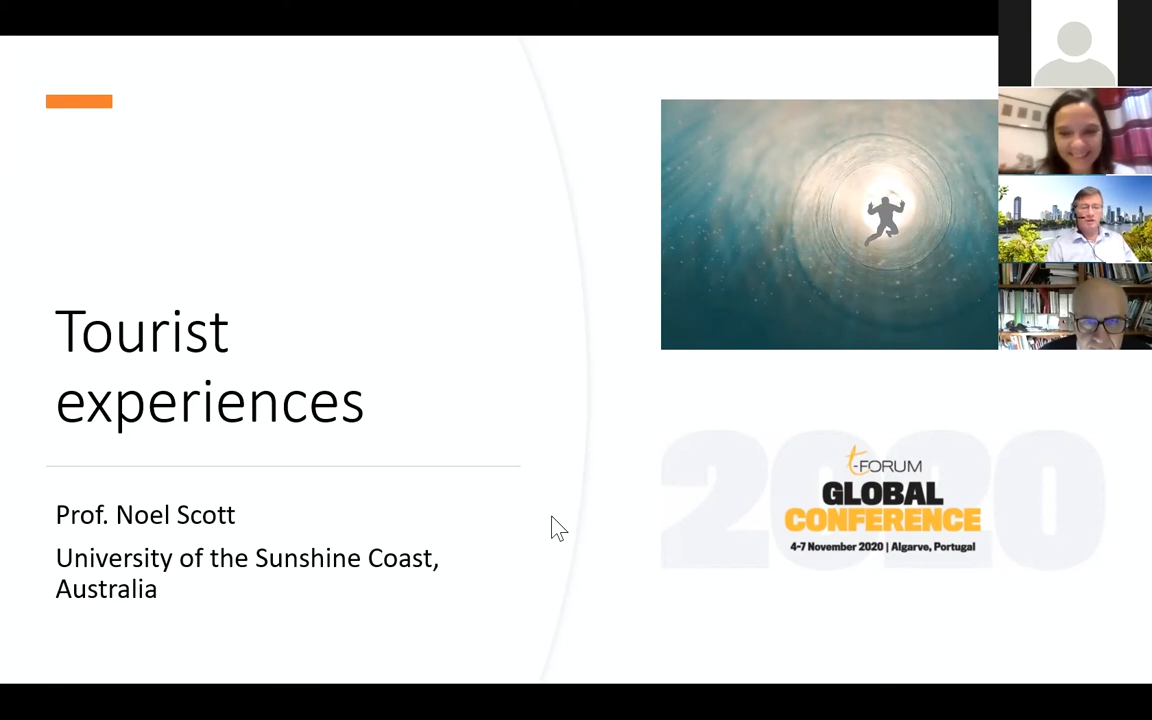 Tourist
experiences
Prof. Noel Scott
University of the Sunshine Coast,
Australia
2020
t-FORUM
GLOBAL
CONFERENCE
4-7 November 2020 | Algarve, Portugal